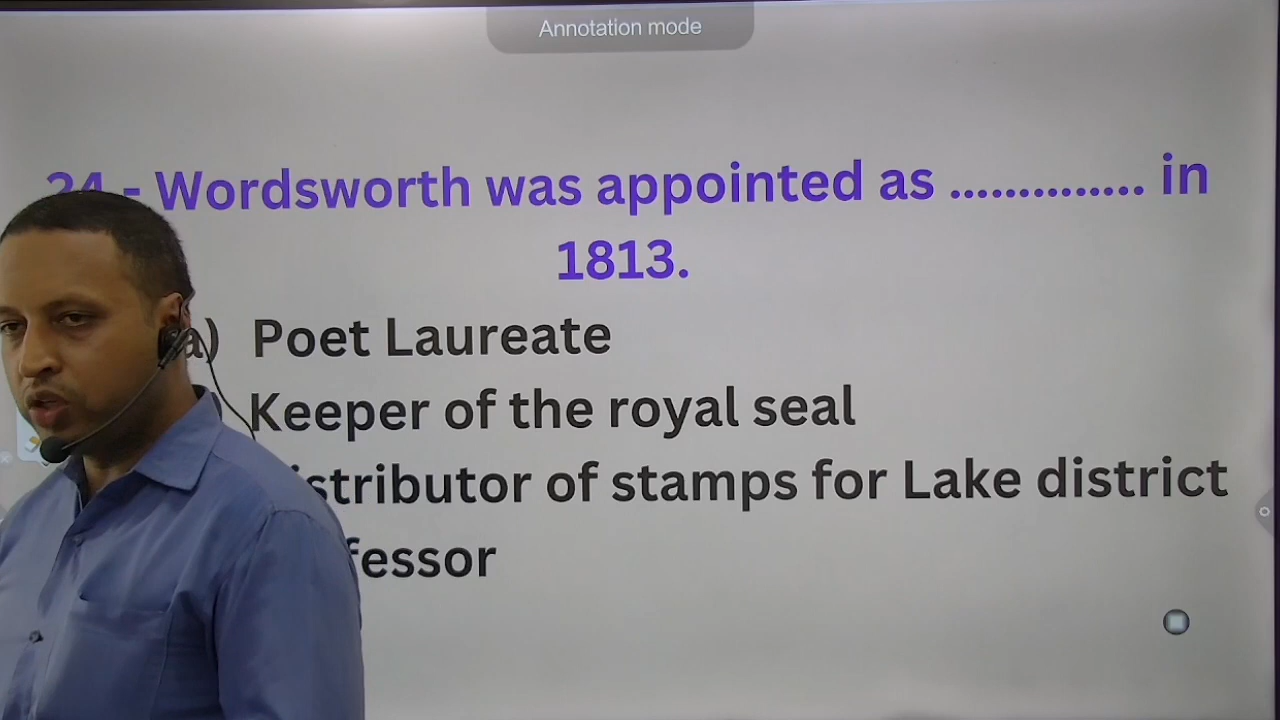 Annotation mode
24.- Wordsworth was appointed as .............. in
1813.
a) Poet Laureate
) Keeper of the royal seal
istributor of stamps for Lake district
fessor